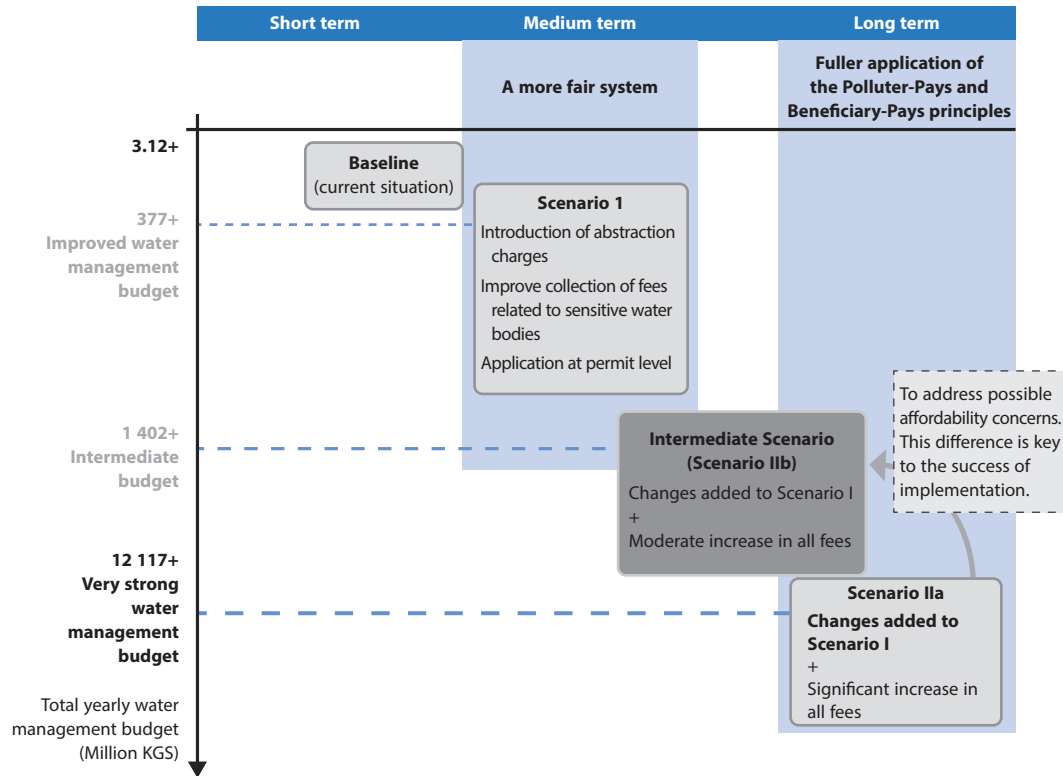 Short term
Medium term
Long term
A more fair system
Fuller application of
the Polluter-Pays and
Beneficiary-Pays principles
3.12+
Baseline
(current situation)
377+
Improved water
management
budget
Scenario 1
Introduction of abstraction
charges
Improve collection of fees
related to sensitive water
bodies
Application at permit level
1 402+
Intermediate
budget
Intermediate Scenario
(Scenario IIb)
Changes added to Scenario I
+
Moderate increase in all fees
To address possible
affordability concerns.
This difference is key
to the success of
implementation.
12 117+
Very strong
water
management
budget
Scenario IIa
Changes added to
Scenario I
+
Significant increase in
all fees
Total yearly water
management budget
(Million KGS)